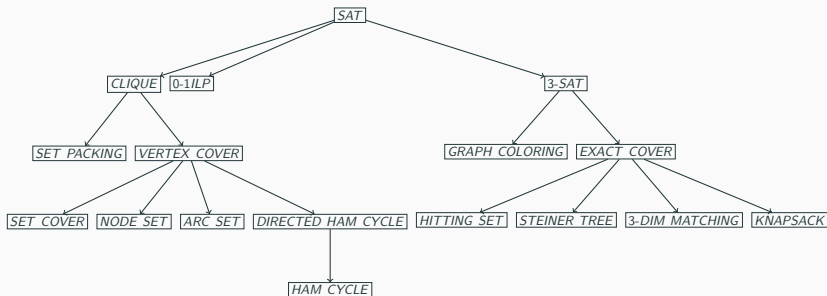 SAT
CLIQUE
0-1ILP
3-SAT
SET PACKING
VERTEX COVER
GRAPH COLORING
EXACT COVER
SET COVER
NODE SET
ARC SET
DIRECTED HAM CYCLE
HITTING SET
STEINER TREE
3-DIM MATCHING
KNAPSACK
HAM CYCLE